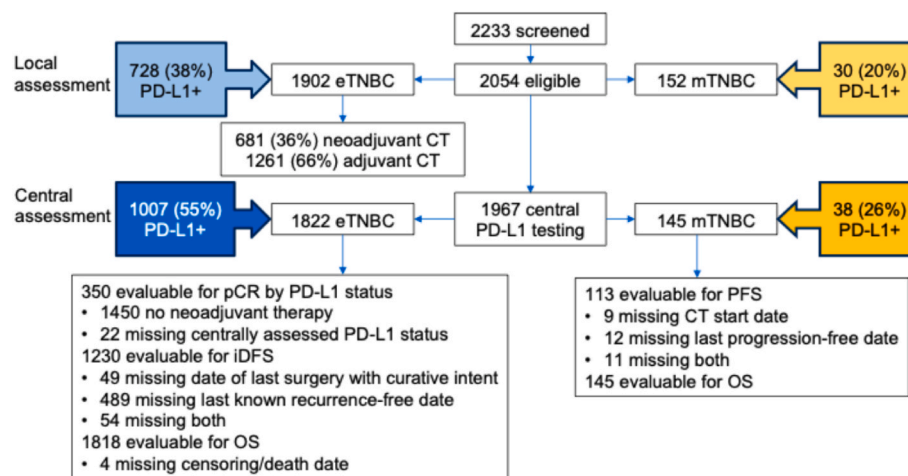 2233 screened
Local
assessment
728 (38%)
PD-L1+
1902 eTNBC
2054 eligible
152 mTNBC
30 (20%)
PD-L1+
681 (36%) neoadjuvant CT
1261 (66%) adjuvant CT
Central
assessment
1007 (55%)
PD-L1+
1822 eTNBC
1967 central
PD-L1 testing
145 mTNBC
38 (26%)
PD-L1+
350 evaluable for pCR by PD-L1 status
• 1450 no neoadjuvant therapy
• 22 missing centrally assessed PD-L1 status
1230 evaluable for iDFS
• 49 missing date of last surgery with curative intent
• 489 missing last known recurrence-free date
• 54 missing both
1818 evaluable for OS
• 4 missing censoring/death date
113 evaluable for PFS
• 9 missing CT start date
• 12 missing last progression-free date
• 11 missing both
145 evaluable for OS